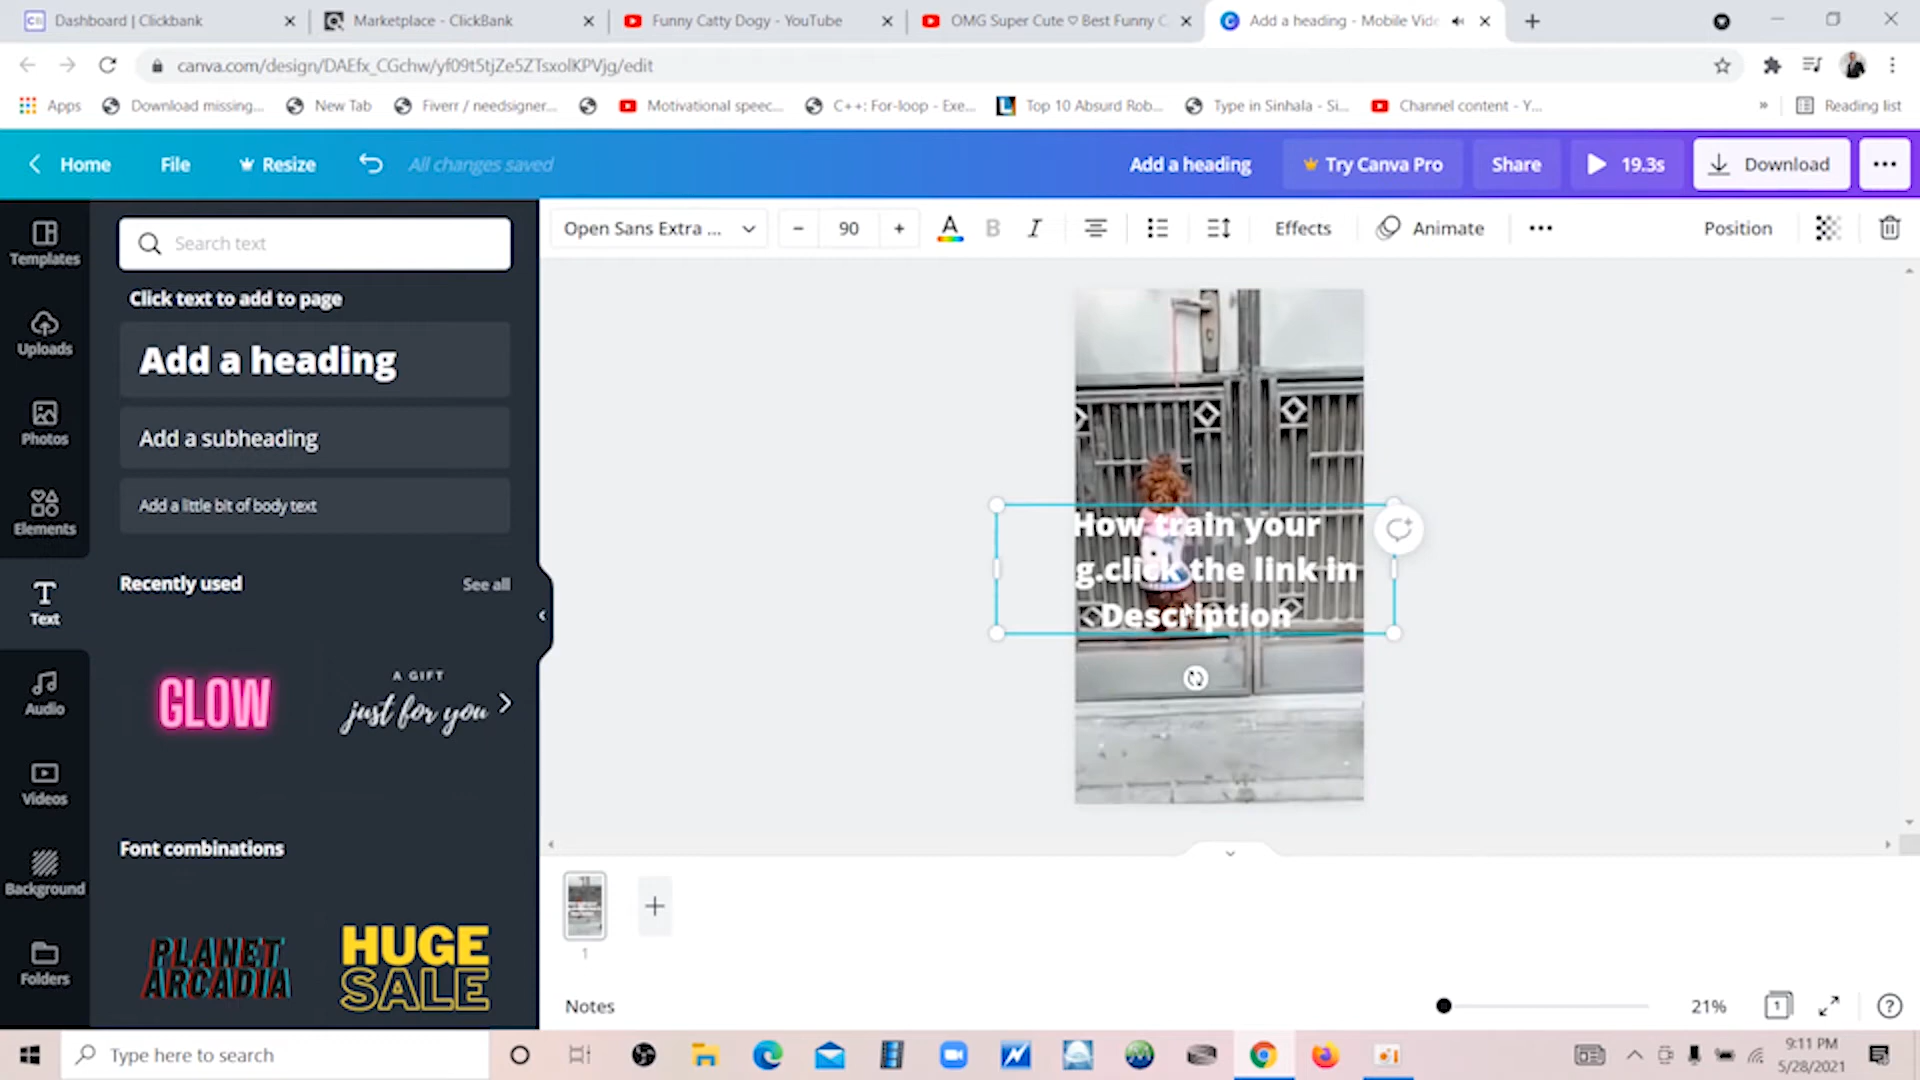 Dashboard | Clickbank
Marketplace - ClickBank
Funny Catty Dogy - YouTube
OMG Super Cute ♡ Best Funny C
Add a heading - Mobile Vide
canva.com/design/DAEfx_CGchw/yf09t5tjZe5ZTsxolKPVjg/edit
Apps
Download missing...
New Tab
Fiverr / needsigner...
Motivational speec...
C++: For-loop - Exe...
Top 10 Absurd Rob...
Type in Sinhala - Si...
Channel content - Y...
»
Reading list
Home
File
Resize
All changes saved
Add a heading
Try Canva Pro
Share
19.3s
Download
Templates
Uploads
Photos
Elements
Text
Audio
Videos
Background
Folders
Search text
Click text to add to page
Add a heading
Add a subheading
Add a little bit of body text
Recently used
See all
GLOW
A GIFT
just for you
Font combinations
PLANET
ARCADIA
HUGE
SALE
Open Sans Extra ...
90
A
B
I
Effects
Animate
Position
How train your
g.click the link in
Description
1
Notes
21%
1
Type here to search
9:11 PM
5/28/2021